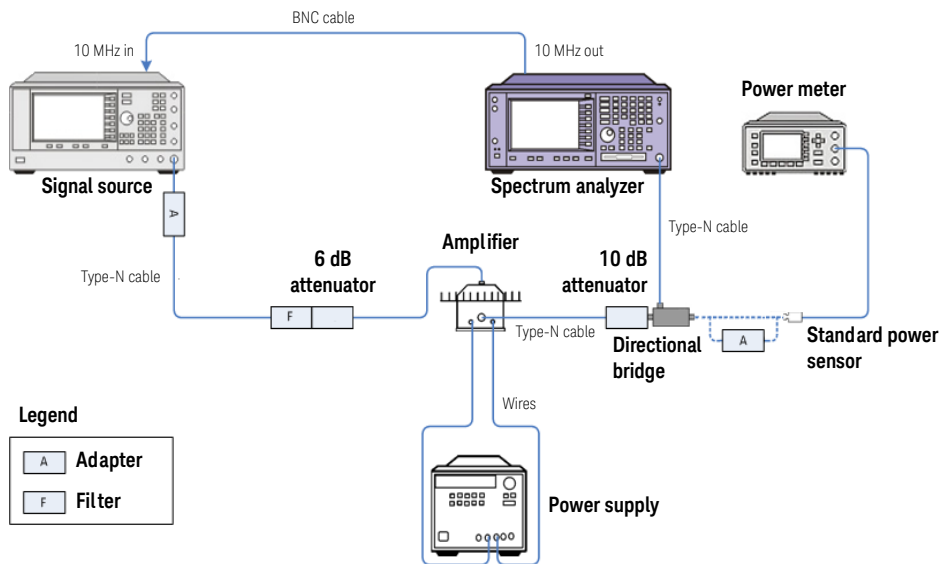 BNC cable
10 MHz in
10 MHz out
Power meter
Signal source
Spectrum analyzer
A
Type-N cable
Amplifier
Type-N cable
6 dB
attenuator
10 dB
attenuator
F
Type-N cable
A
Directional
bridge
Standard power
sensor
Wires
Legend
A
Adapter
F
Filter
Power supply